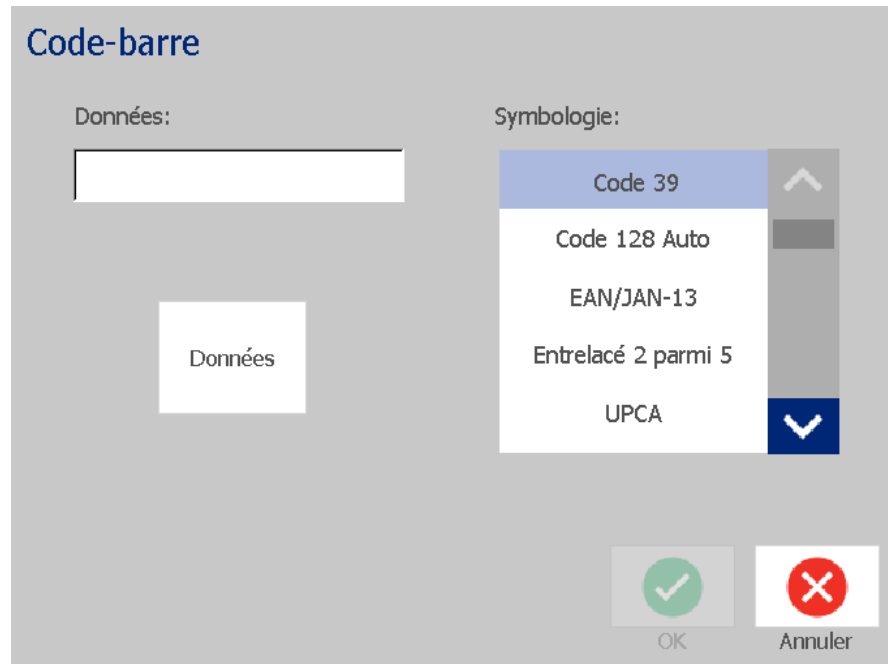 Code-barre
Données:
Symbologie:
Code 39
Code 128 Auto
EAN/JAN-13
Entrelacé 2 parmi 5
UPCA
Données
OK
Annuler